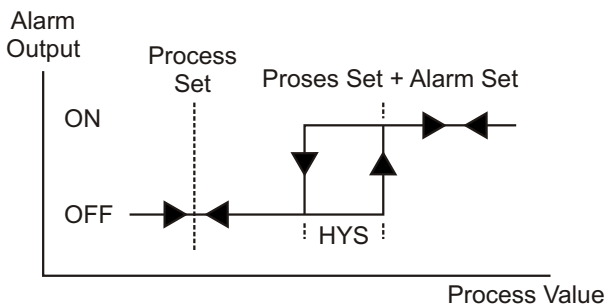 Alarm
Output
Process
Set
Proses Set + Alarm Set
ON
OFF
HYS
Process Value